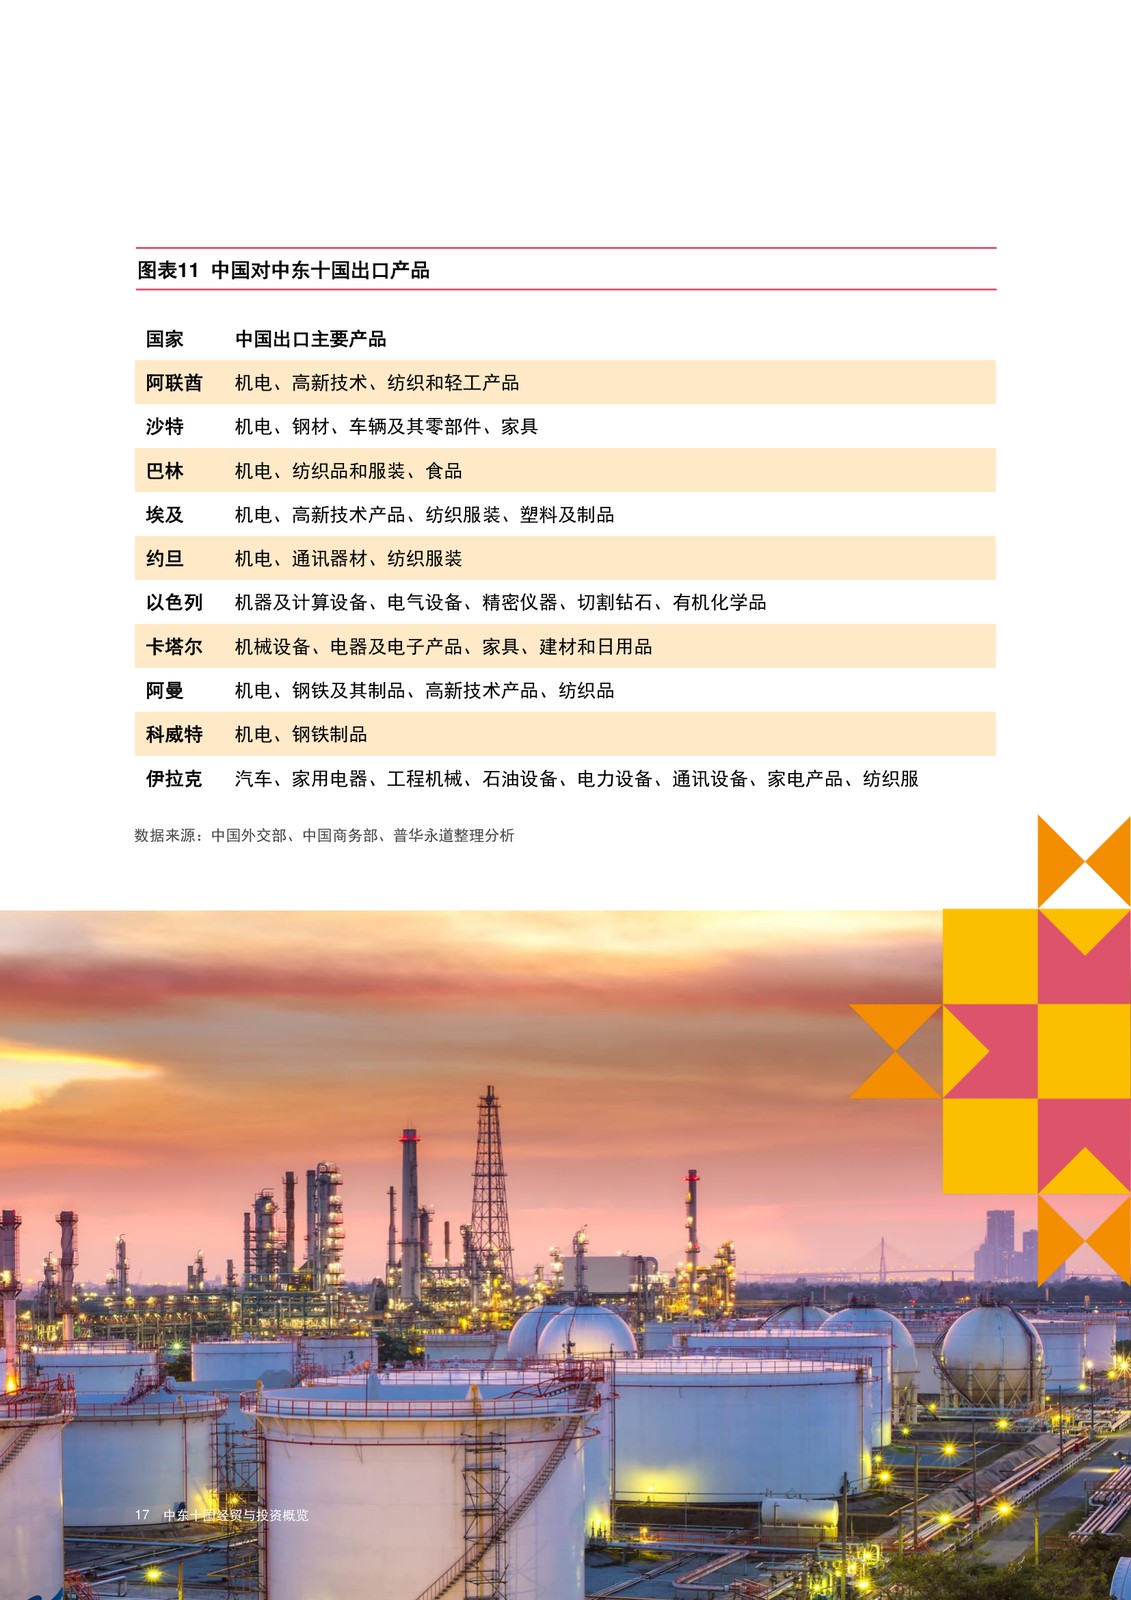 图表11 中国对中东十国出口产品
国家 中国出口主要产品
阿联酋 机电、高新技术、纺织和轻工产品
沙特 机电、钢材、车辆及其零部件、家具
巴林 机电、纺织品和服装、食品
埃及 机电、高新技术产品、纺织服装、塑料及制品
约旦 机电、通讯器材、纺织服装
以色列 机器及计算设备、电气设备、精密仪器、切割钻石、有机化学品
卡塔尔 机械设备、电器及电子产品、家具、建材和日用品
阿曼 机电、钢铁及其制品、高新技术产品、纺织品
科威特 机电、钢铁制品
伊拉克 汽车、家用电器、工程机械、石油设备、电力设备、通讯设备、家电产品、纺织服
数据来源：中国外交部、中国商务部、普华永道整理分析
17 中东十国经贸与投资概览